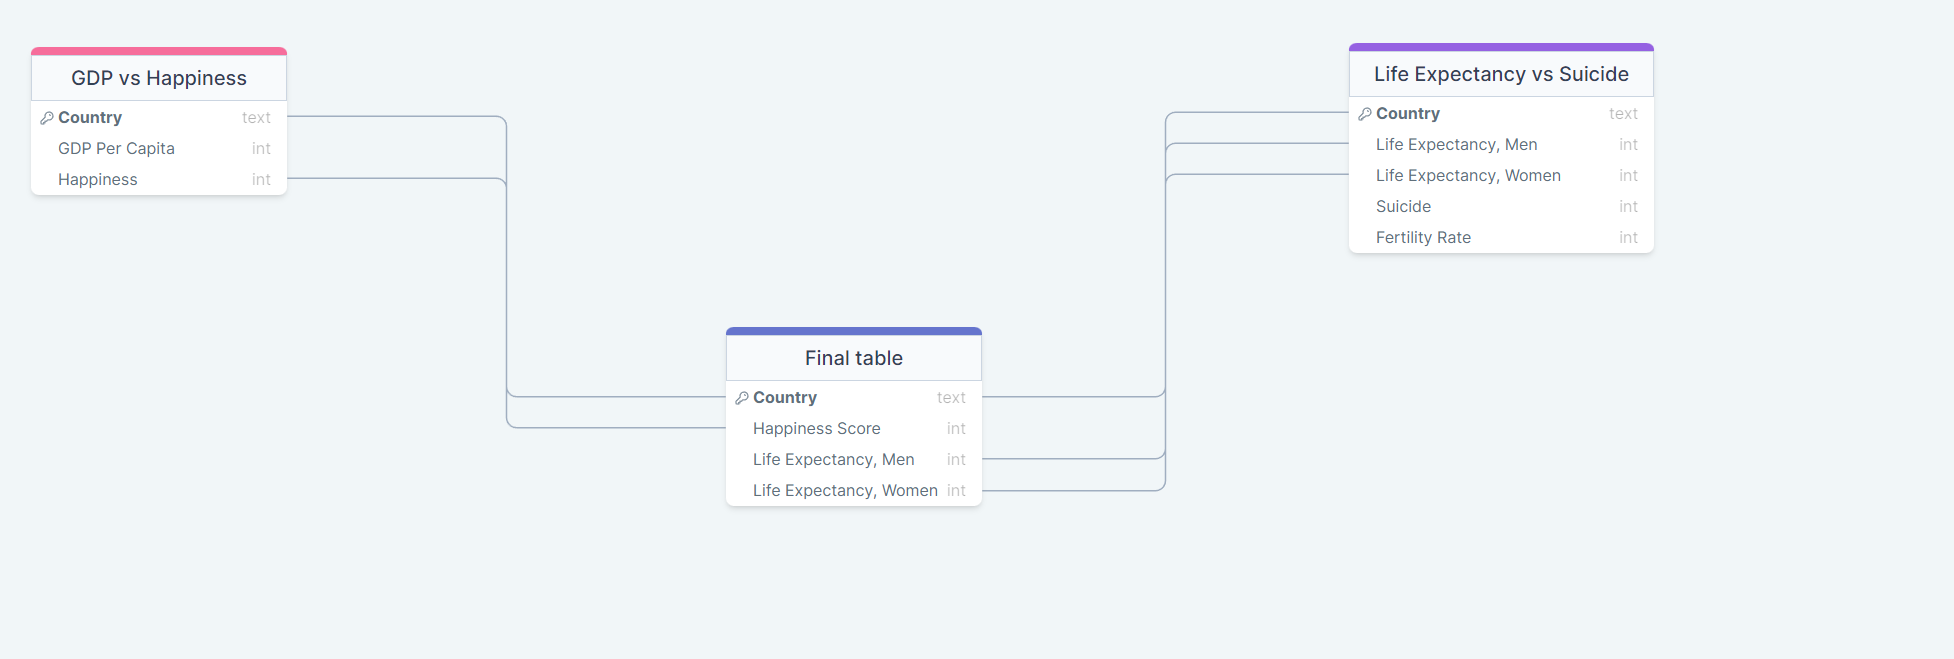 GDP vs Happiness
Country text
GDP Per Capita int
Happiness int
Life Expectancy vs Suicide
Country text
Life Expectancy, Men int
Life Expectancy, Women int
Suicide int
Fertility Rate int
Final table
Country text
Happiness Score int
Life Expectancy, Men int
Life Expectancy, Women int